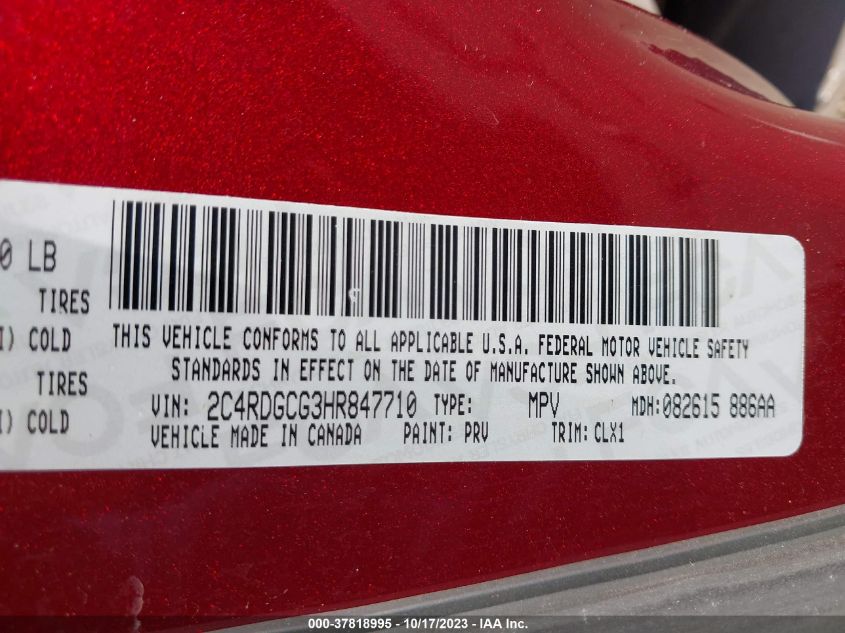 0 LB
TIRES
I) COLD
TIRES
I) COLD
THIS VEHICLE CONFORMS TO ALL APPLICABLE U.S.A. FEDERAL MOTOR VEHICLE SAFETY
STANDARDS IN EFFECT ON THE DATE OF MANUFACTURE SHOWN ABOVE.
VIN: 2C4RDGCG3HR847710 TYPE: MPV MDH:082615 886AA
VEHICLE MADE IN CANADA PAINT: PRV TRIM: CLX1
000-37818995 - 10/17/2023 - IAA Inc.